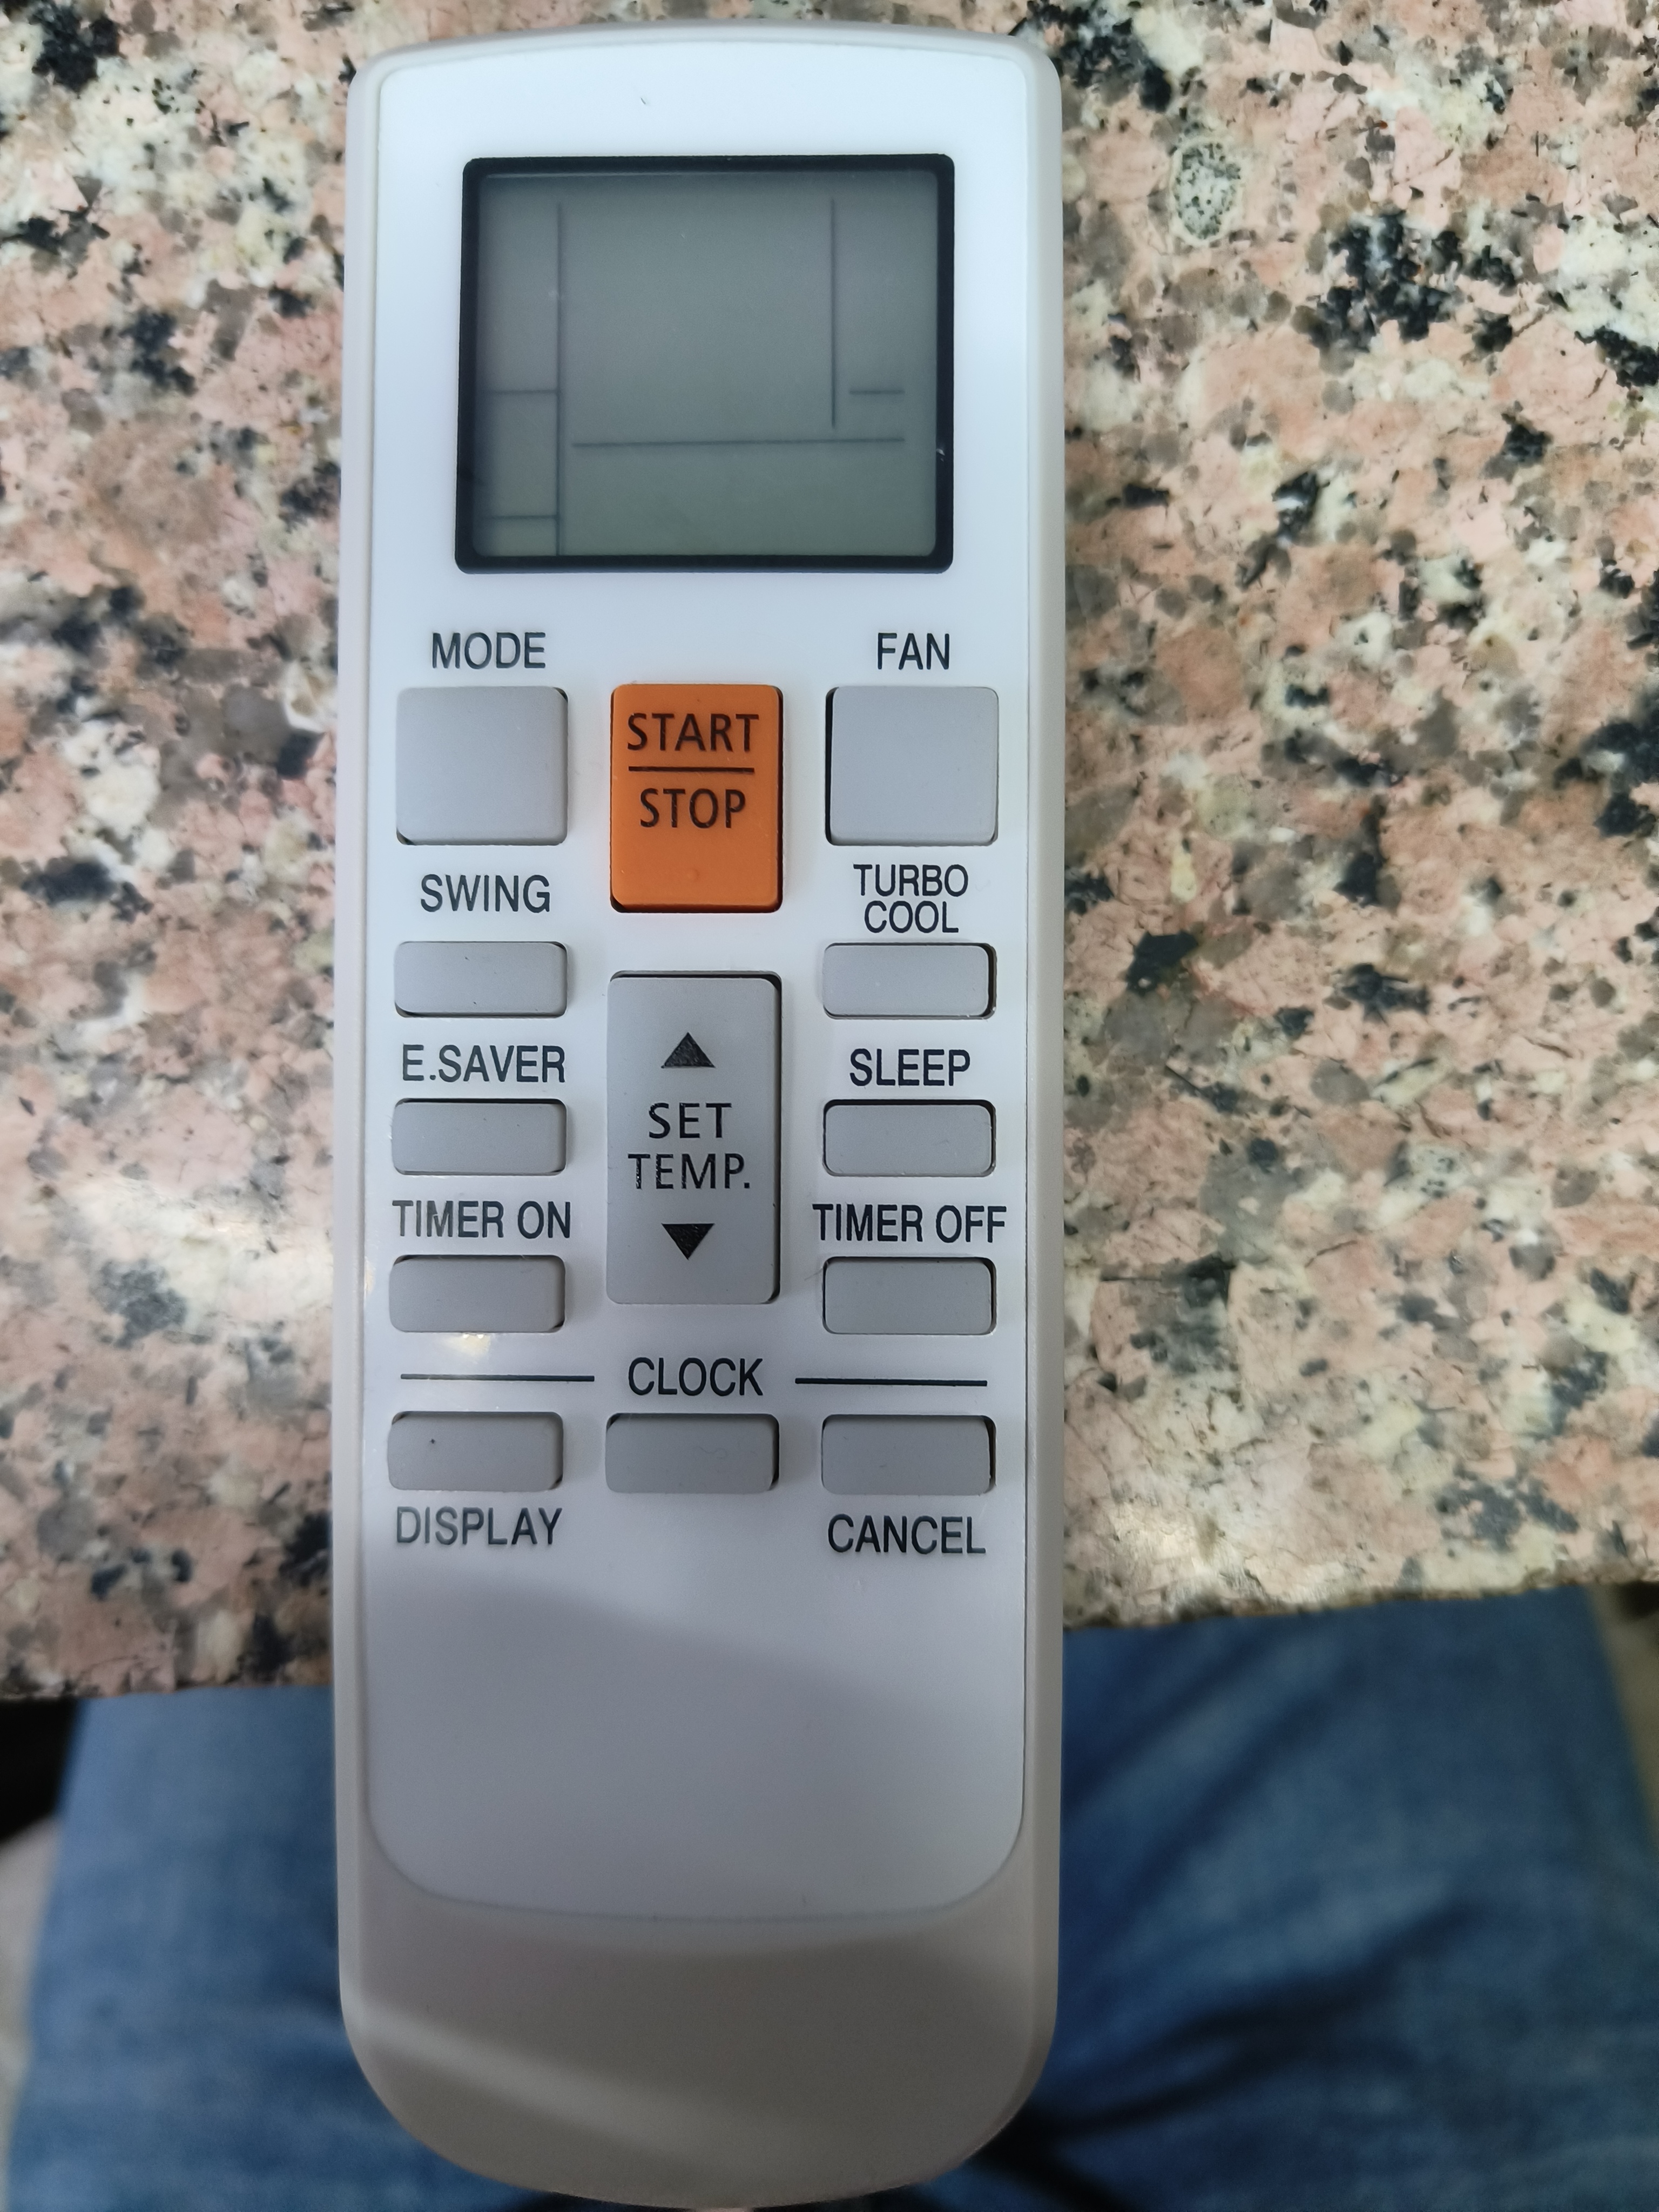 MODE
FAN
START
STOP
SWING
TURBO
COOL
E.SAVER
SET
TEMP.
SLEEP
TIMER ON
TIMER OFF
CLOCK
DISPLAY
CANCEL